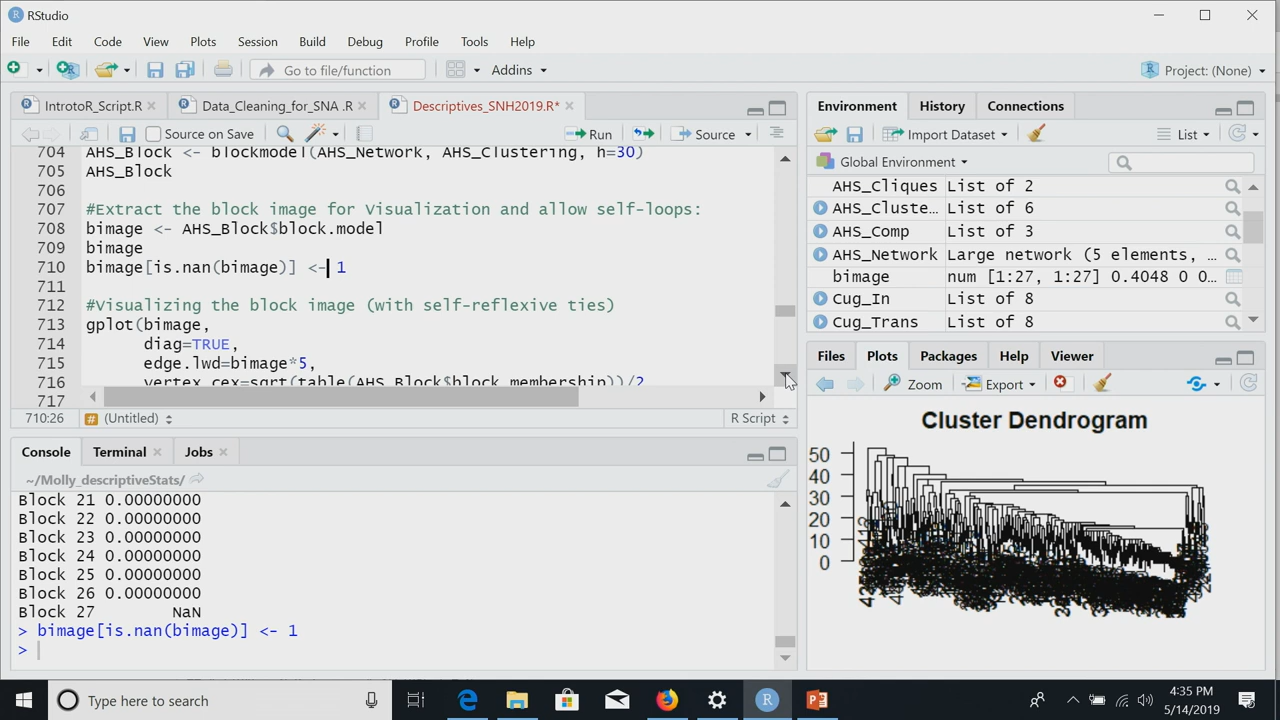 RStudio
File Edit Code View Plots Session Build Debug Profile Tools Help
Go to file/function Addins Project: (None)
IntrotoR_Script.R Data_Cleaning_for_SNA .R Descriptives_SNH2019.R*
Source on Save Run Source
704 AHS_Block <- blockmodel(AHS_Network, AHS_Clustering, h=30)
705 AHS_Block
706
707 #Extract the block image for Visualization and allow self-loops:
708 bimage <- AHS_Block$block.model
709 bimage
710 bimage[is.nan(bimage)] <- 1
711
712 #Visualizing the block image (with self-reflexive ties)
713 gplot(bimage,
714 diag=TRUE,
715 edge.lwd=bimage*5,
716 vertex.cex=sqrt(table(AHS_Block$block.membership))/2
717
710:26 (Untitled) R Script
Console Terminal Jobs
~/Molly_descriptiveStats/
Block 21 0.00000000
Block 22 0.00000000
Block 23 0.00000000
Block 24 0.00000000
Block 25 0.00000000
Block 26 0.00000000
Block 27 NaN
> bimage[is.nan(bimage)] <- 1
>
Environment History Connections
Import Dataset List
Global Environment
AHS_Cliques List of 2
AHS_Cluste… List of 6
AHS_Comp List of 3
AHS_Network Large network (5 elements, …
bimage num [1:27, 1:27] 0.4048 0 0…
Cug_In List of 8
Cug_Trans List of 8
Files Plots Packages Help Viewer
Zoom Export
Cluster Dendrogram
50
40
30
20
10
0
Type here to search
4:35 PM
5/14/2019